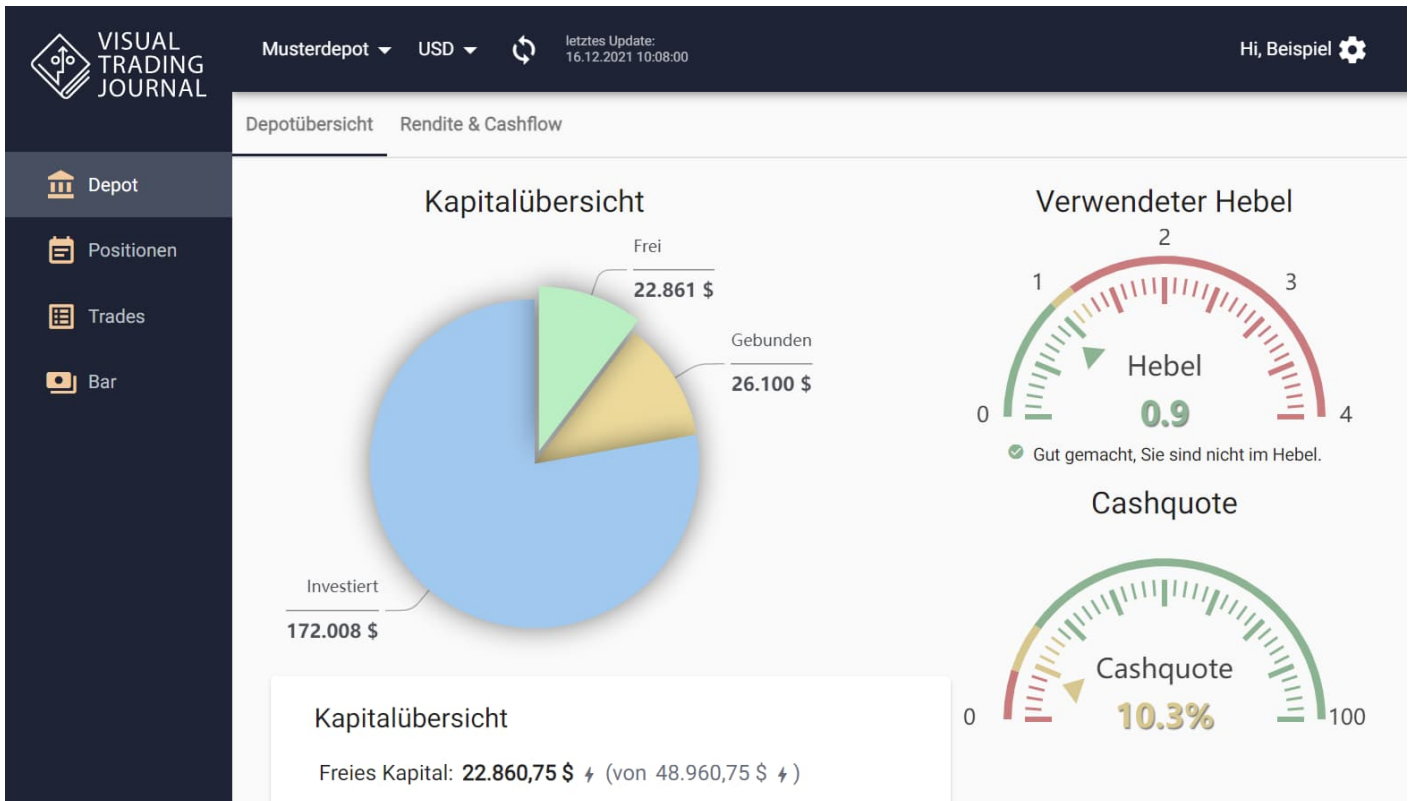 VISUAL
TRADING
JOURNAL
Musterdepot
USD
letztes Update:
16.12.2021 10:08:00
Hi, Beispiel
Depotübersicht
Rendite & Cashflow
Depot
Positionen
Trades
Bar
Kapitalübersicht
Frei
22.861 $
Gebunden
26.100 $
Investiert
172.008 $
Verwendeter Hebel
0
1
2
3
4
Hebel
0.9
Gut gemacht, Sie sind nicht im Hebel.
Cashquote
Cashquote
10.3%
0
100
Kapitalübersicht
Freies Kapital: 22.860,75 $ (von 48.960,75 $ )